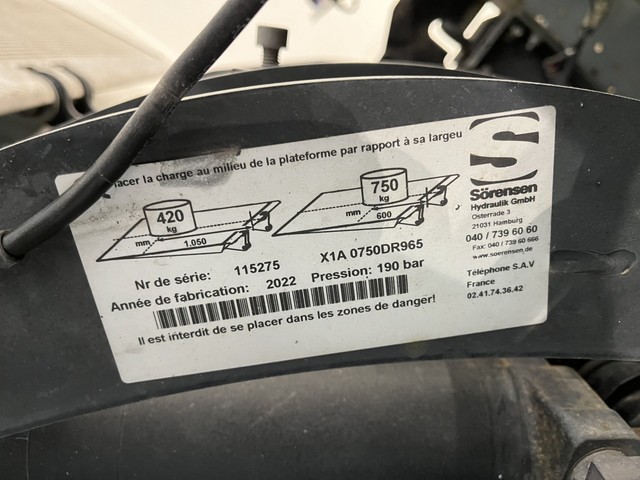 lacer la charge au milieu de la plateforme par rapport à sa largeu
420
kg
mm
1.050
750
kg
mm
600
S
Sörensen
Hydraulik GmbH
Osterrade 3
21031 Hamburg
040 / 739 60 60
Fax: 040 / 739 60 666
www.soerensen.de
Téléphone S.A.V
France
02.41.74.36.42
Nr de série: 115275 X1A 0750DR965
Année de fabrication: 2022 Pression: 190 bar
Il est interdit de se placer dans les zones de danger!